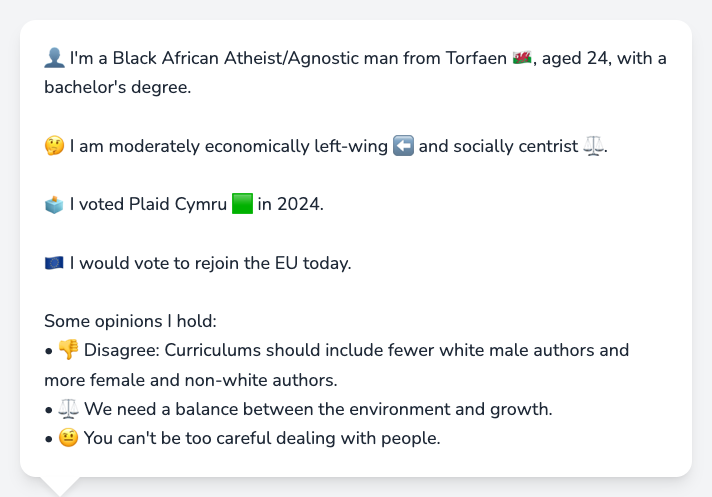 👤 I'm a Black African Atheist/Agnostic man from Torfaen 🏴󠁧󠁢󠁷󠁬󠁳󠁿, aged 24, with a
bachelor's degree.
🤔 I am moderately economically left-wing ⬅️ and socially centrist ⚖️.
🗳️ I voted Plaid Cymru 🟩 in 2024.
🇪🇺 I would vote to rejoin the EU today.
Some opinions I hold:
• 👎 Disagree: Curriculums should include fewer white male authors and
more female and non-white authors.
• ⚖️ We need a balance between the environment and growth.
• 🤨 You can't be too careful dealing with people.